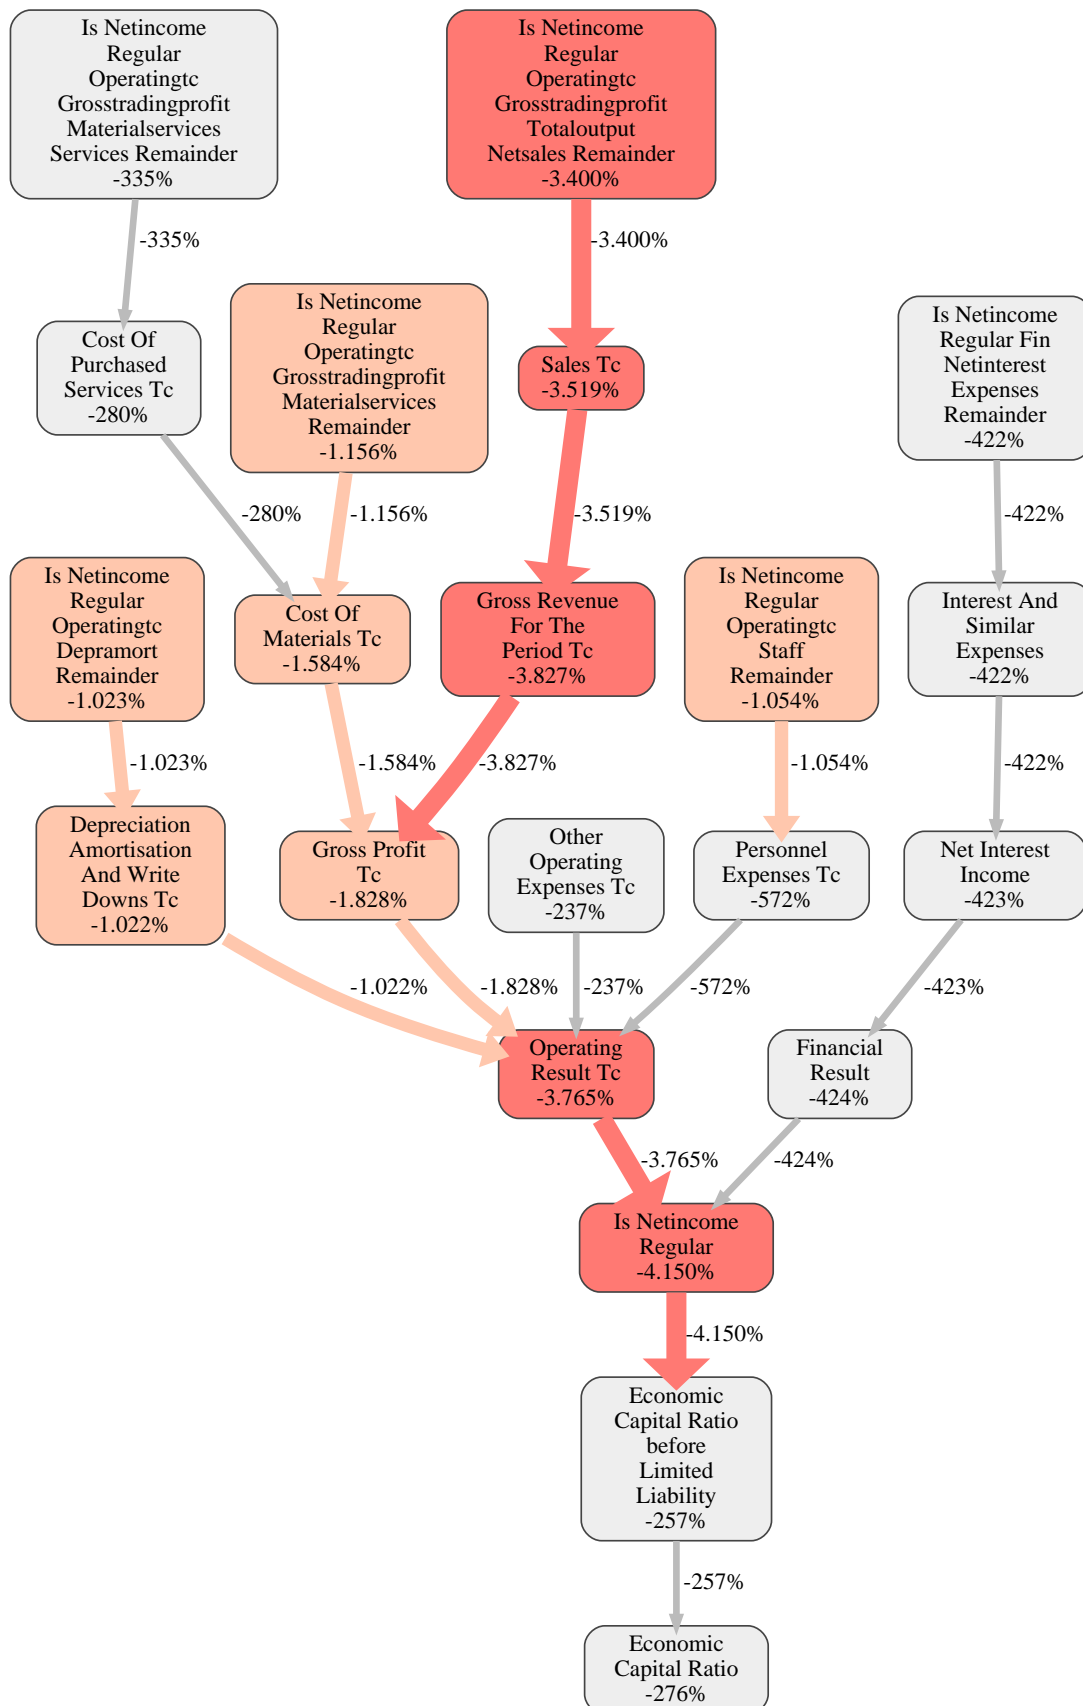 Is Netincome
Regular
Operatingtc
Grosstradingprofit
Materialservices
Services Remainder
-335%
Is Netincome
Regular
Operatingtc
Grosstradingprofit
Totaloutput
Netsales Remainder
-3.400%
-335%
-3.400%
Is Netincome
Regular
Operatingtc
Grosstradingprofit
Materialservices
Remainder
-1.156%
Is Netincome
Regular Fin
Netinterest
Expenses
Remainder
-422%
Cost Of
Purchased
Services Tc
-280%
Sales Tc
-3.519%
-280%
-1.156%
-3.519%
-422%
Is Netincome
Regular
Operatingtc
Depramort
Remainder
-1.023%
Cost Of
Materials Tc
-1.584%
Gross Revenue
For The
Period Tc
-3.827%
Is Netincome
Regular
Operatingtc
Staff
Remainder
-1.054%
Interest And
Similar
Expenses
-422%
-1.023%
-1.584%
-3.827%
-1.054%
-422%
Depreciation
Amortisation
And Write
Downs Tc
-1.022%
Gross Profit
Tc
-1.828%
Other
Operating
Expenses Tc
-237%
Personnel
Expenses Tc
-572%
Net Interest
Income
-423%
-1.022%
-1.828%
-237%
-572%
-423%
Operating
Result Tc
-3.765%
Financial
Result
-424%
-3.765%
-424%
Is Netincome
Regular
-4.150%
-4.150%
Economic
Capital Ratio
before
Limited
Liability
-257%
-257%
Economic
Capital Ratio
-276%